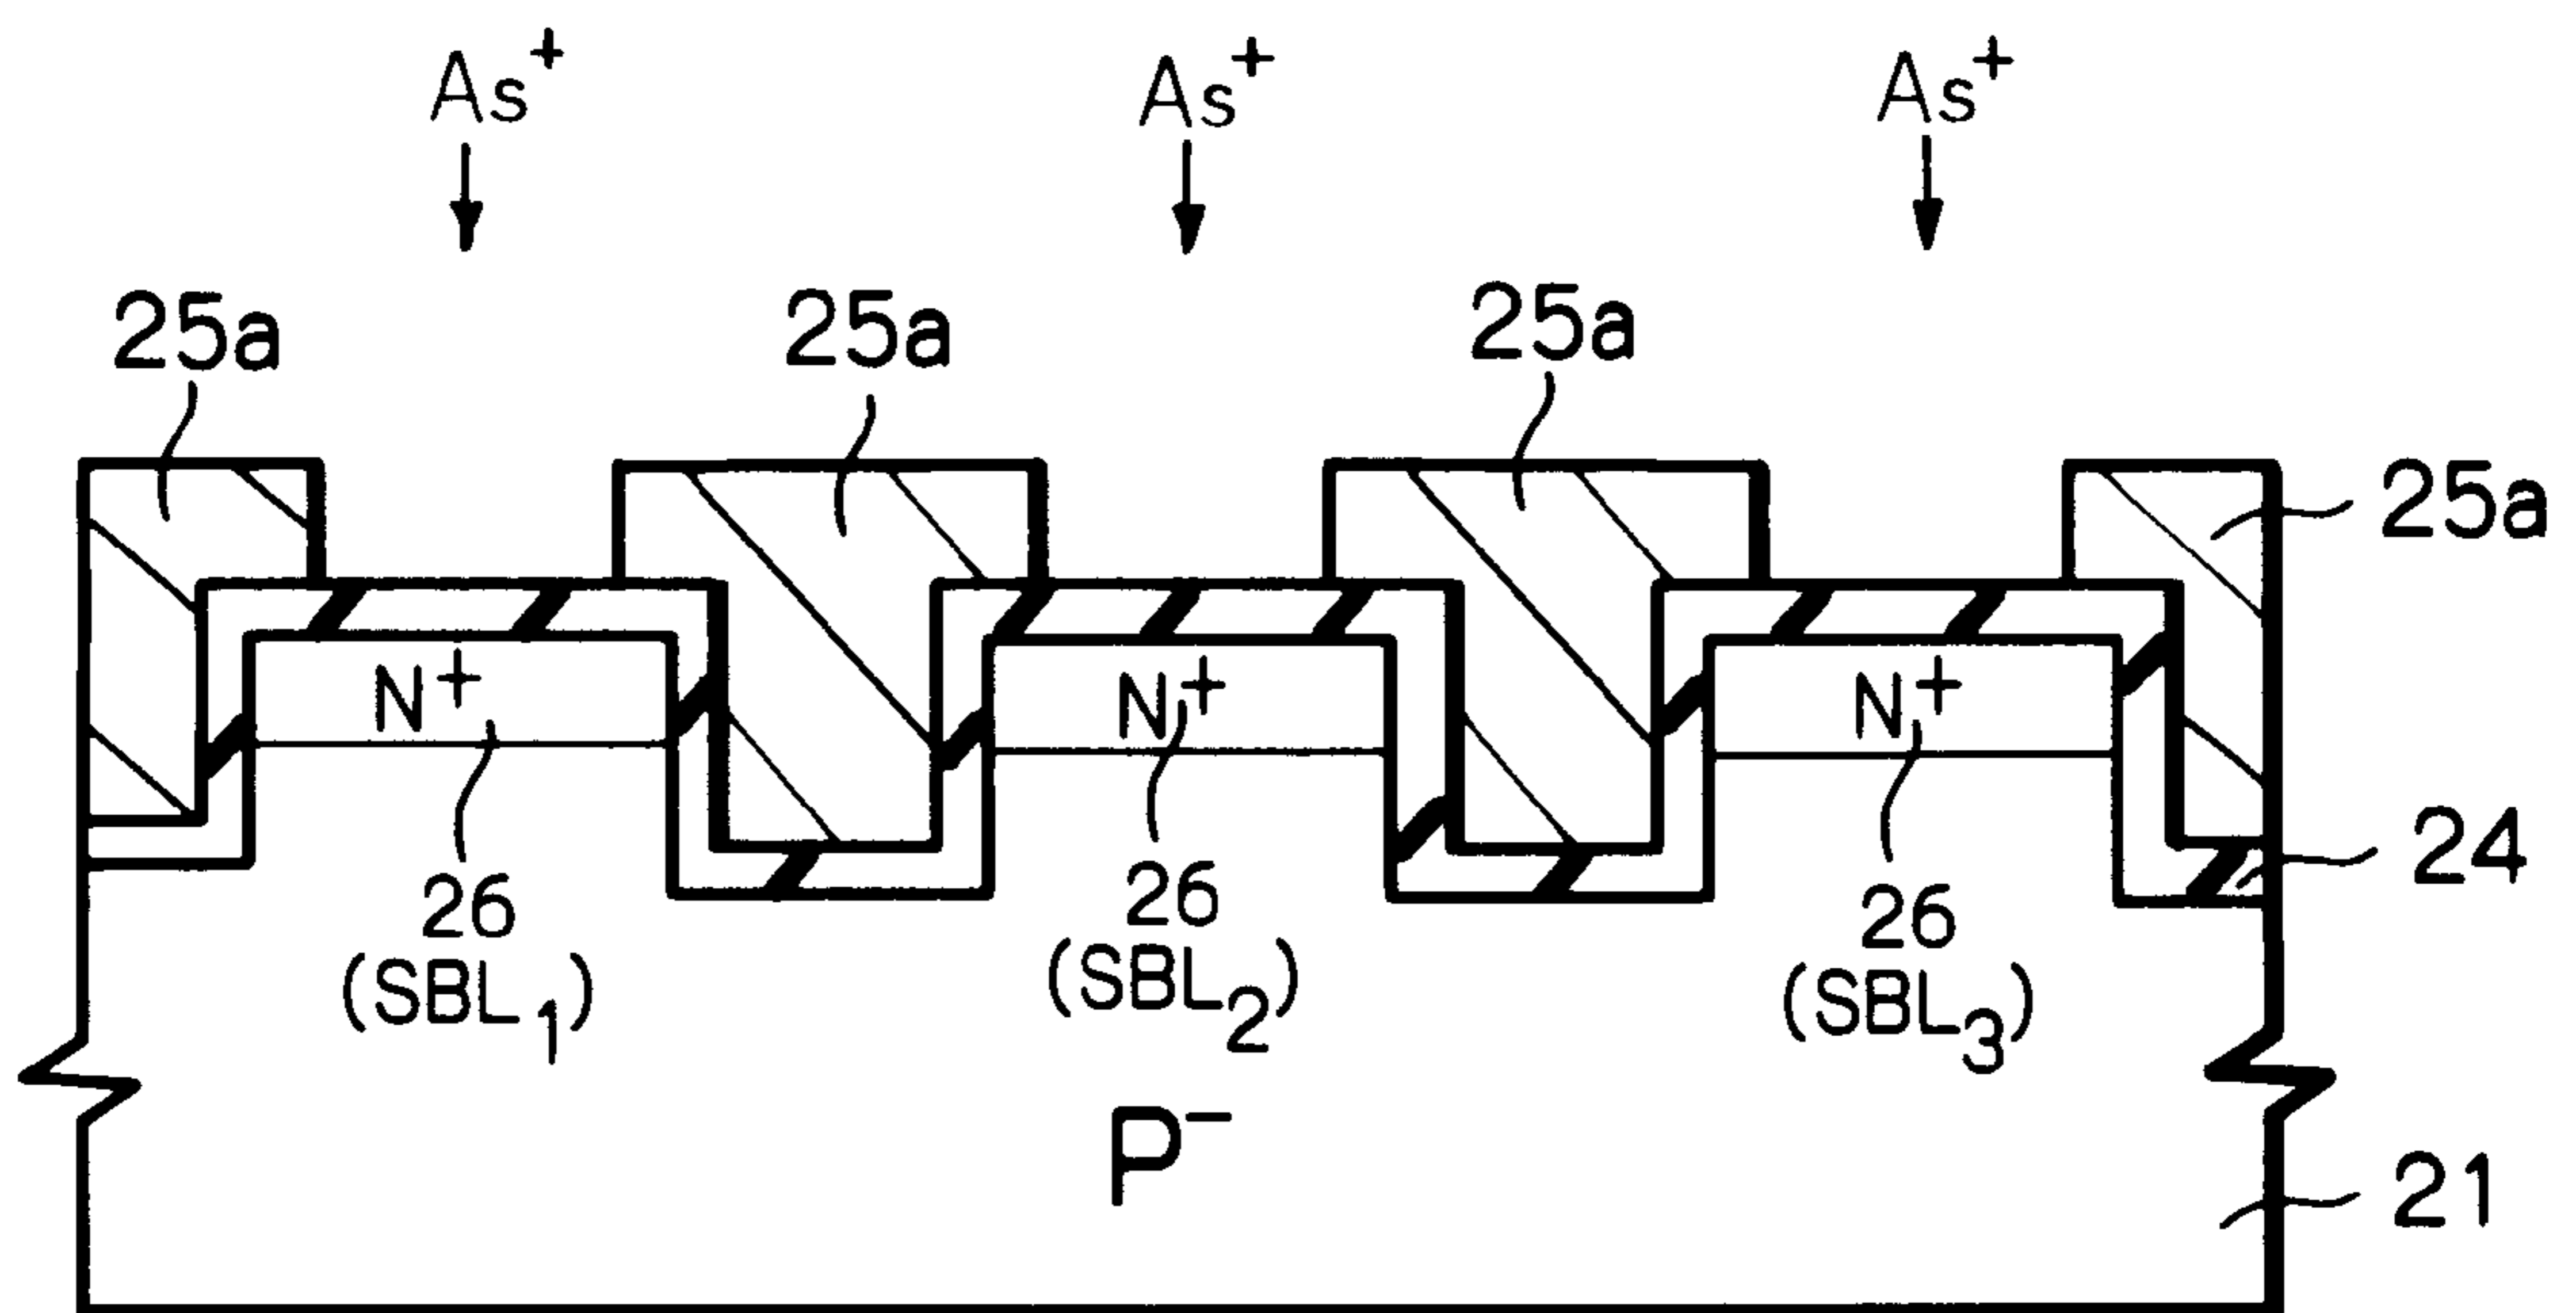 As⁺ As⁺ As⁺
25a 25a 25a
25a
N⁺ N⁺ N⁺
24
26 26 26
(SBL₁) (SBL₂) (SBL₃)
P⁻
21